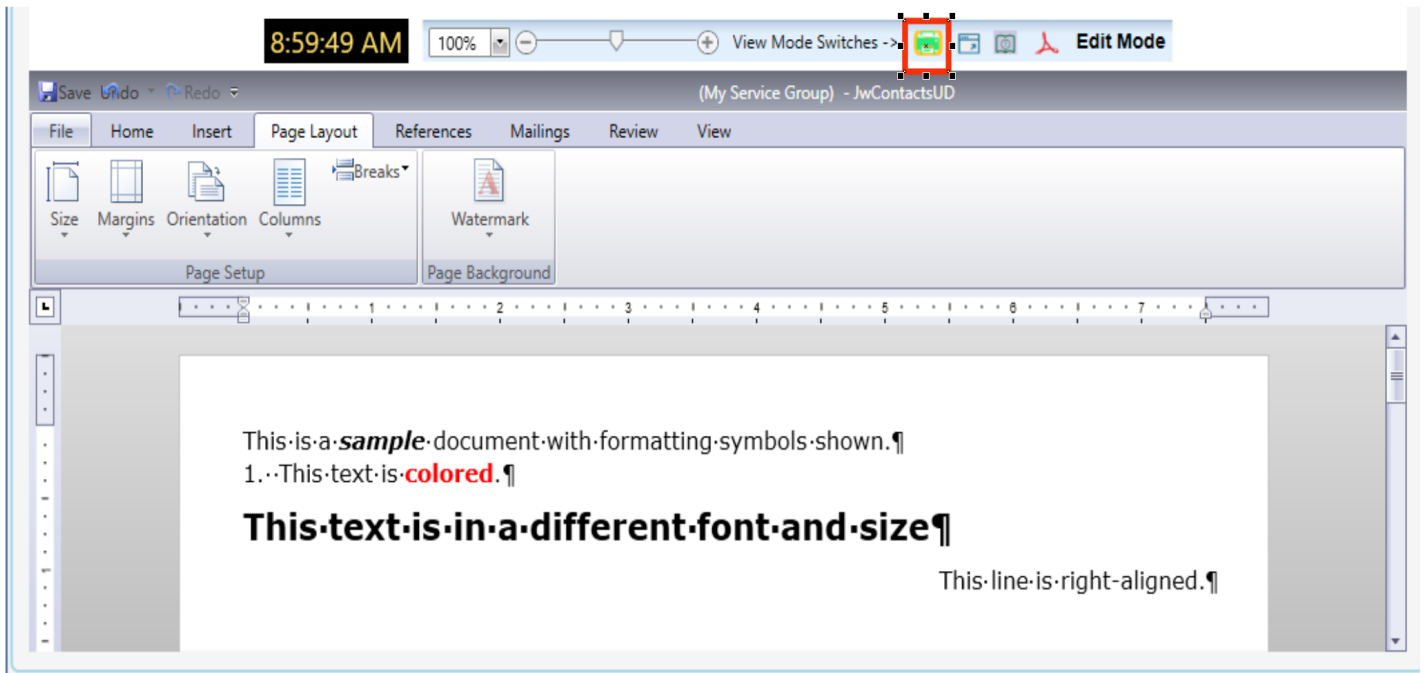 8:59:49 AM
100%
View Mode Switches ->
Edit Mode
Save Undo Redo
(My Service Group) - JwContactsUD
File Home Insert Page Layout References Mailings Review View
Breaks
Size Margins Orientation Columns Watermark
Page Setup Page Background
1 2 3 4 5 6 7
This·is·a·sample·document·with·formatting·symbols·shown.¶
1.··This·text·is·colored.¶
This·text·is·in·a·different·font·and·size¶
This·line·is·right-aligned.¶